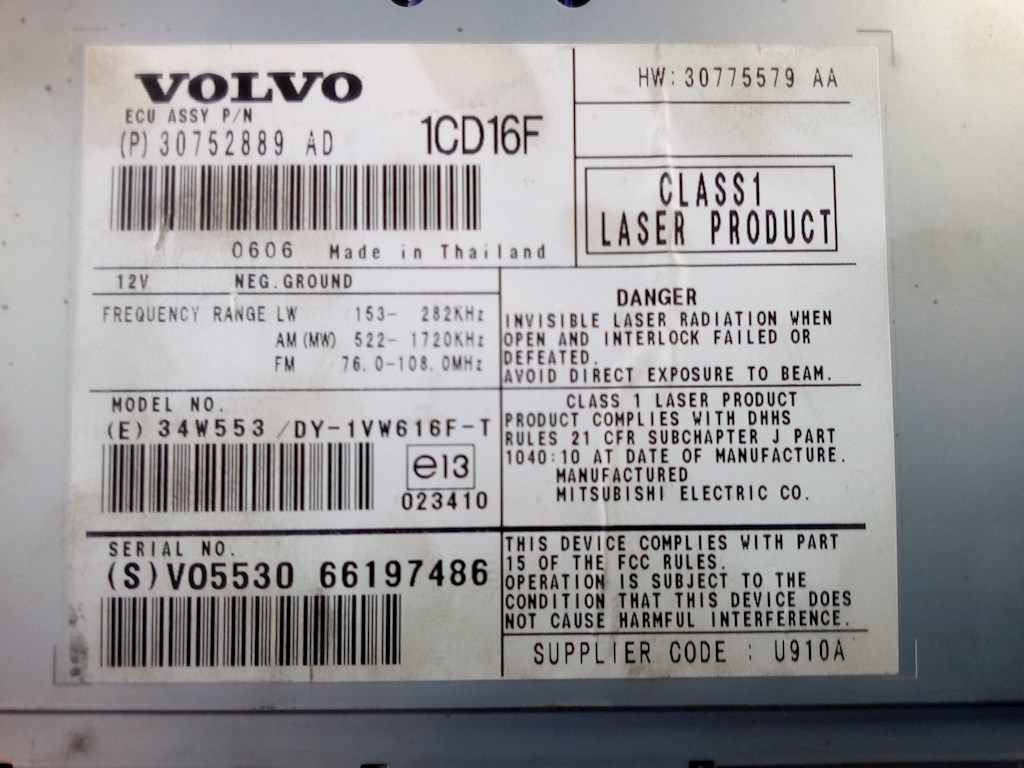 VOLVO
ECU ASSY P/N
(P) 30752889 AD
1CD16F
0606 Made in Thailand
HW: 30775579 AA
CLASS1
LASER PRODUCT
12V NEG.GROUND
FREQUENCY RANGE LW 153- 282KHz
AM (MW) 522- 1720KHz
FM 76.0-108.0MHz
DANGER
INVISIBLE LASER RADIATION WHEN
OPEN AND INTERLOCK FAILED OR
DEFEATED.
AVOID DIRECT EXPOSURE TO BEAM.
MODEL NO.
(E) 34W553 /DY-1VW616F-T
e13
023410
CLASS 1 LASER PRODUCT
PRODUCT COMPLIES WITH DHHS
RULES 21 CFR SUBCHAPTER J PART
1040:10 AT DATE OF MANUFACTURE.
MANUFACTURED
MITSUBISHI ELECTRIC CO.
SERIAL NO.
(S) VO5530 66197486
THIS DEVICE COMPLIES WITH PART
15 OF THE FCC RULES.
OPERATION IS SUBJECT TO THE
CONDITION THAT THIS DEVICE DOES
NOT CAUSE HARMFUL INTERFERENCE.
SUPPLIER CODE : U910A